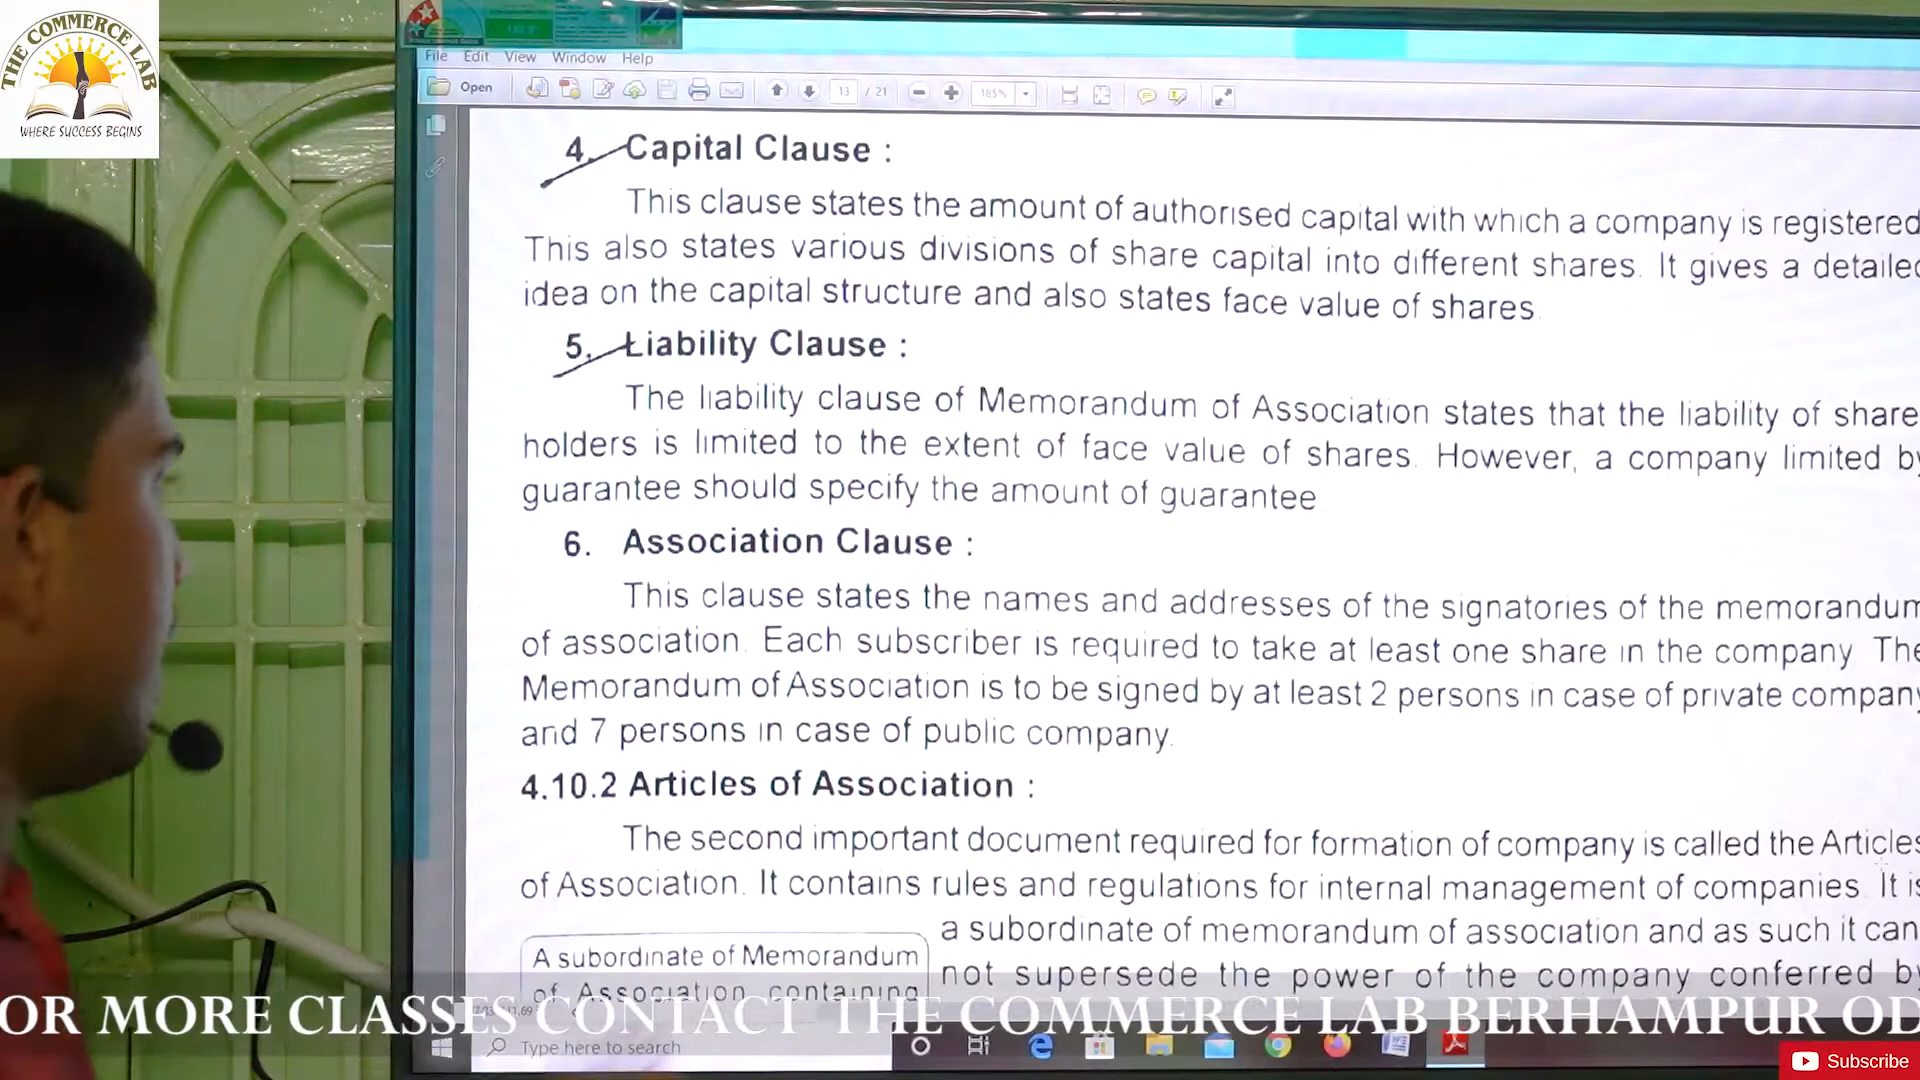 THE COMMERCE LAB
WHERE SUCCESS BEGINS
File Edit View Window Help
Open 13 / 21 185%
4. Capital Clause :
This clause states the amount of authorised capital with which a company is registered
This also states various divisions of share capital into different shares. It gives a detailed
idea on the capital structure and also states face value of shares.
5. Liability Clause :
The liability clause of Memorandum of Association states that the liability of share
holders is limited to the extent of face value of shares. However, a company limited by
guarantee should specify the amount of guarantee
6. Association Clause :
This clause states the names and addresses of the signatories of the memorandum
of association. Each subscriber is required to take at least one share in the company. The
Memorandum of Association is to be signed by at least 2 persons in case of private company
and 7 persons in case of public company.
4.10.2 Articles of Association :
The second important document required for formation of company is called the Articles
of Association. It contains rules and regulations for internal management of companies. It is
a subordinate of memorandum of association and as such it can
not supersede the power of the company conferred by
A subordinate of Memorandum
of Association containing
OR MORE CLASSES CONTACT THE COMMERCE LAB BERHAMPUR OD
Type here to search
Subscribe